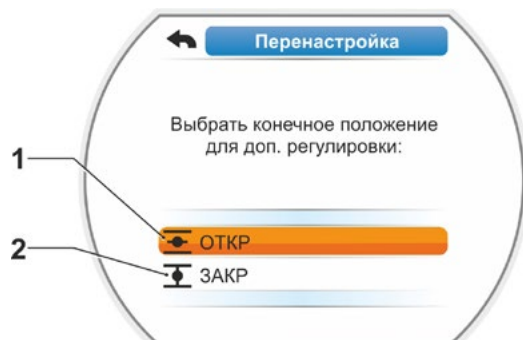 Перенастройка
Выбрать конечное положение
для доп. регулировки:
1
ОТКР
2
ЗАКР